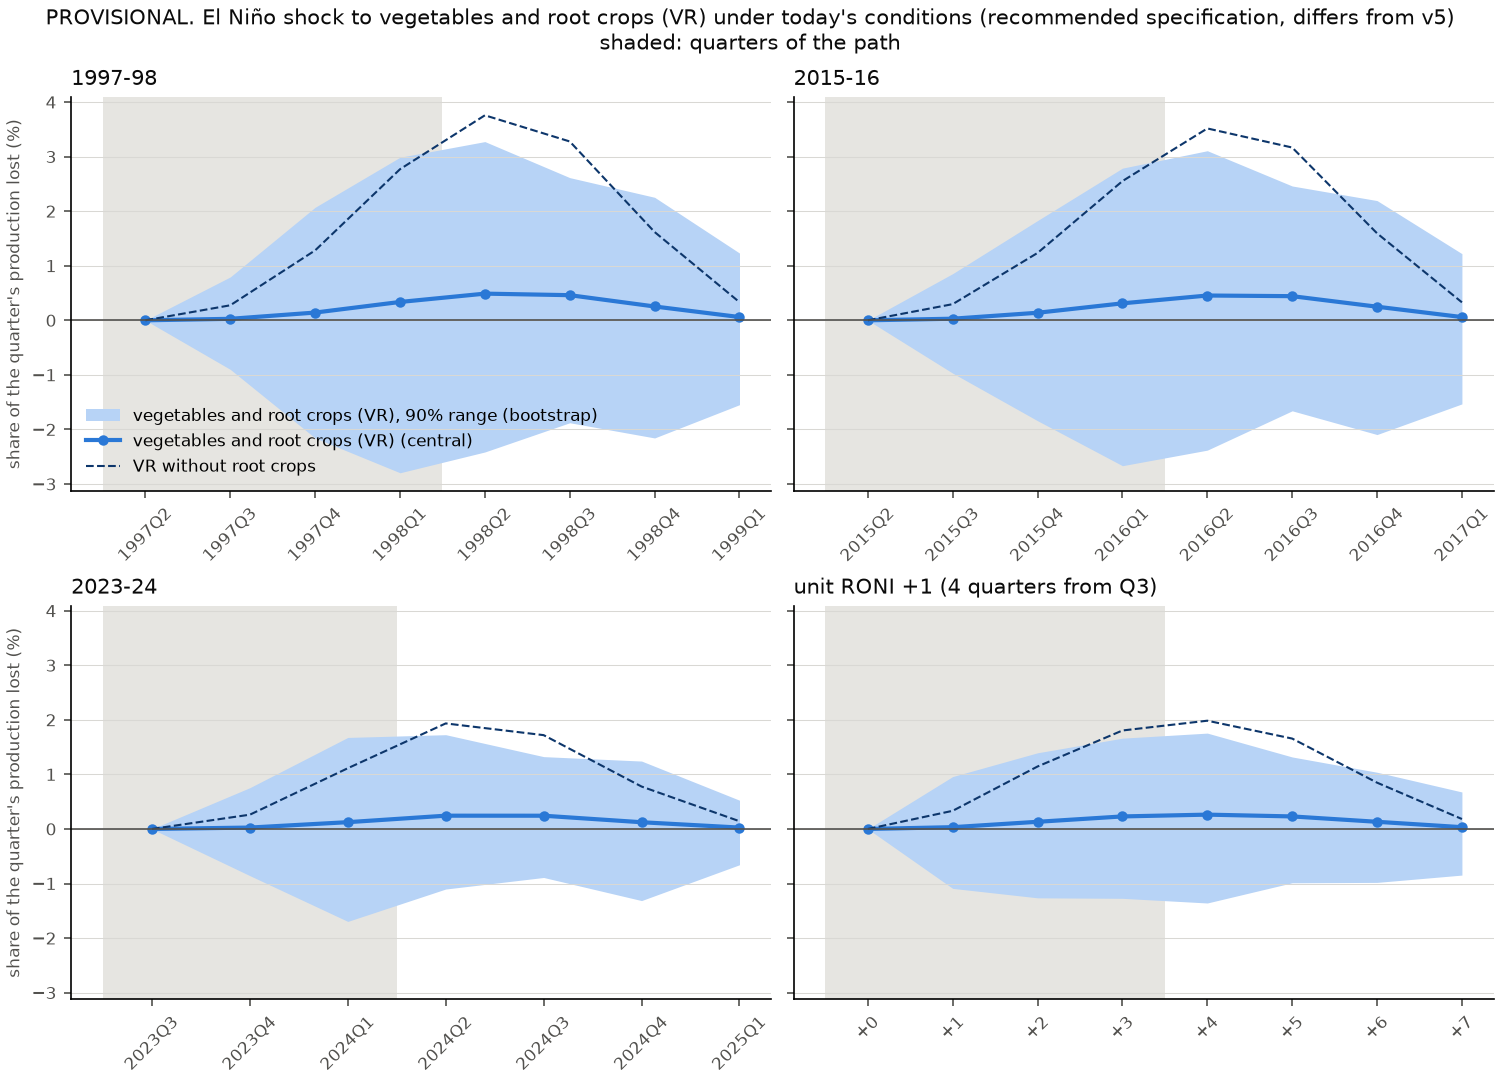 PROVISIONAL. El Niño shock to vegetables and root crops (VR) under today's conditions (recommended specification, differs from v5)
shaded: quarters of the path
1997-98
share of the quarter's production lost (%)
4
3
2
1
0
−1
−2
−3
vegetables and root crops (VR), 90% range (bootstrap)
vegetables and root crops (VR) (central)
VR without root crops
1997Q2
1997Q3
1997Q4
1998Q1
1998Q2
1998Q3
1998Q4
1999Q1
2015-16
2015Q2
2015Q3
2015Q4
2016Q1
2016Q2
2016Q3
2016Q4
2017Q1
2023-24
share of the quarter's production lost (%)
4
3
2
1
0
−1
−2
−3
2023Q3
2023Q4
2024Q1
2024Q2
2024Q3
2024Q4
2025Q1
unit RONI +1 (4 quarters from Q3)
+0
+1
+2
+3
+4
+5
+6
+7